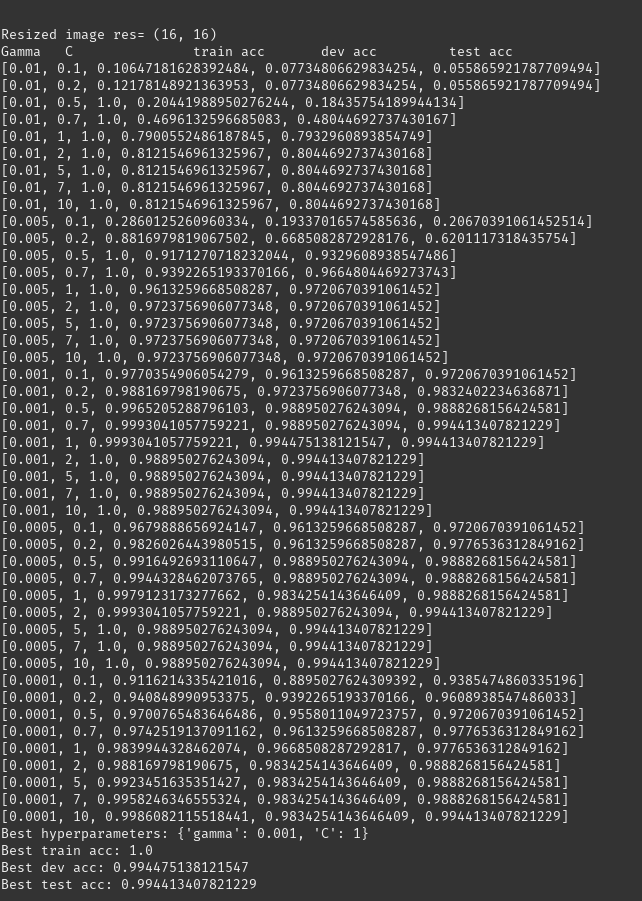 Resized image res= (16, 16)
Gamma   C               train acc       dev acc         test acc
[0.01, 0.1, 0.10647181628392484, 0.07734806629834254, 0.055865921787709494]
[0.01, 0.2, 0.12178148921363953, 0.07734806629834254, 0.055865921787709494]
[0.01, 0.5, 1.0, 0.20441988950276244, 0.18435754189944134]
[0.01, 0.7, 1.0, 0.4696132596685083, 0.48044692737430167]
[0.01, 1, 1.0, 0.7900552486187845, 0.7932960893854749]
[0.01, 2, 1.0, 0.8121546961325967, 0.8044692737430168]
[0.01, 5, 1.0, 0.8121546961325967, 0.8044692737430168]
[0.01, 7, 1.0, 0.8121546961325967, 0.8044692737430168]
[0.01, 10, 1.0, 0.8121546961325967, 0.8044692737430168]
[0.005, 0.1, 0.2860125260960334, 0.19337016574585636, 0.20670391061452514]
[0.005, 0.2, 0.8816979819067502, 0.6685082872928176, 0.6201117318435754]
[0.005, 0.5, 1.0, 0.9171270718232044, 0.9329608938547486]
[0.005, 0.7, 1.0, 0.9392265193370166, 0.9664804469273743]
[0.005, 1, 1.0, 0.9613259668508287, 0.9720670391061452]
[0.005, 2, 1.0, 0.9723756906077348, 0.9720670391061452]
[0.005, 5, 1.0, 0.9723756906077348, 0.9720670391061452]
[0.005, 7, 1.0, 0.9723756906077348, 0.9720670391061452]
[0.005, 10, 1.0, 0.9723756906077348, 0.9720670391061452]
[0.001, 0.1, 0.9770354906054279, 0.9613259668508287, 0.9720670391061452]
[0.001, 0.2, 0.988169798190675, 0.9723756906077348, 0.9832402234636871]
[0.001, 0.5, 0.9965205288796103, 0.988950276243094, 0.9888268156424581]
[0.001, 0.7, 0.9993041057759221, 0.988950276243094, 0.994413407821229]
[0.001, 1, 0.9993041057759221, 0.994475138121547, 0.994413407821229]
[0.001, 2, 1.0, 0.988950276243094, 0.994413407821229]
[0.001, 5, 1.0, 0.988950276243094, 0.994413407821229]
[0.001, 7, 1.0, 0.988950276243094, 0.994413407821229]
[0.001, 10, 1.0, 0.988950276243094, 0.994413407821229]
[0.0005, 0.1, 0.9679888656924147, 0.9613259668508287, 0.9720670391061452]
[0.0005, 0.2, 0.9826026443980515, 0.9613259668508287, 0.9776536312849162]
[0.0005, 0.5, 0.9916492693110647, 0.988950276243094, 0.9888268156424581]
[0.0005, 0.7, 0.9944328462073765, 0.988950276243094, 0.9888268156424581]
[0.0005, 1, 0.9979123173277662, 0.9834254143646409, 0.9888268156424581]
[0.0005, 2, 0.9993041057759221, 0.988950276243094, 0.994413407821229]
[0.0005, 5, 1.0, 0.988950276243094, 0.994413407821229]
[0.0005, 7, 1.0, 0.988950276243094, 0.994413407821229]
[0.0005, 10, 1.0, 0.988950276243094, 0.994413407821229]
[0.0001, 0.1, 0.9116214335421016, 0.8895027624309392, 0.9385474860335196]
[0.0001, 0.2, 0.940848990953375, 0.9392265193370166, 0.9608938547486033]
[0.0001, 0.5, 0.9700765483646486, 0.9558011049723757, 0.9720670391061452]
[0.0001, 0.7, 0.9742519137091162, 0.9613259668508287, 0.9776536312849162]
[0.0001, 1, 0.9839944328462074, 0.9668508287292817, 0.9776536312849162]
[0.0001, 2, 0.988169798190675, 0.9834254143646409, 0.9888268156424581]
[0.0001, 5, 0.9923451635351427, 0.9834254143646409, 0.9888268156424581]
[0.0001, 7, 0.9958246346555324, 0.9834254143646409, 0.9888268156424581]
[0.0001, 10, 0.9986082115518441, 0.9834254143646409, 0.994413407821229]
Best hyperparameters: {'gamma': 0.001, 'C': 1}
Best train acc: 1.0
Best dev acc: 0.994475138121547
Best test acc: 0.994413407821229